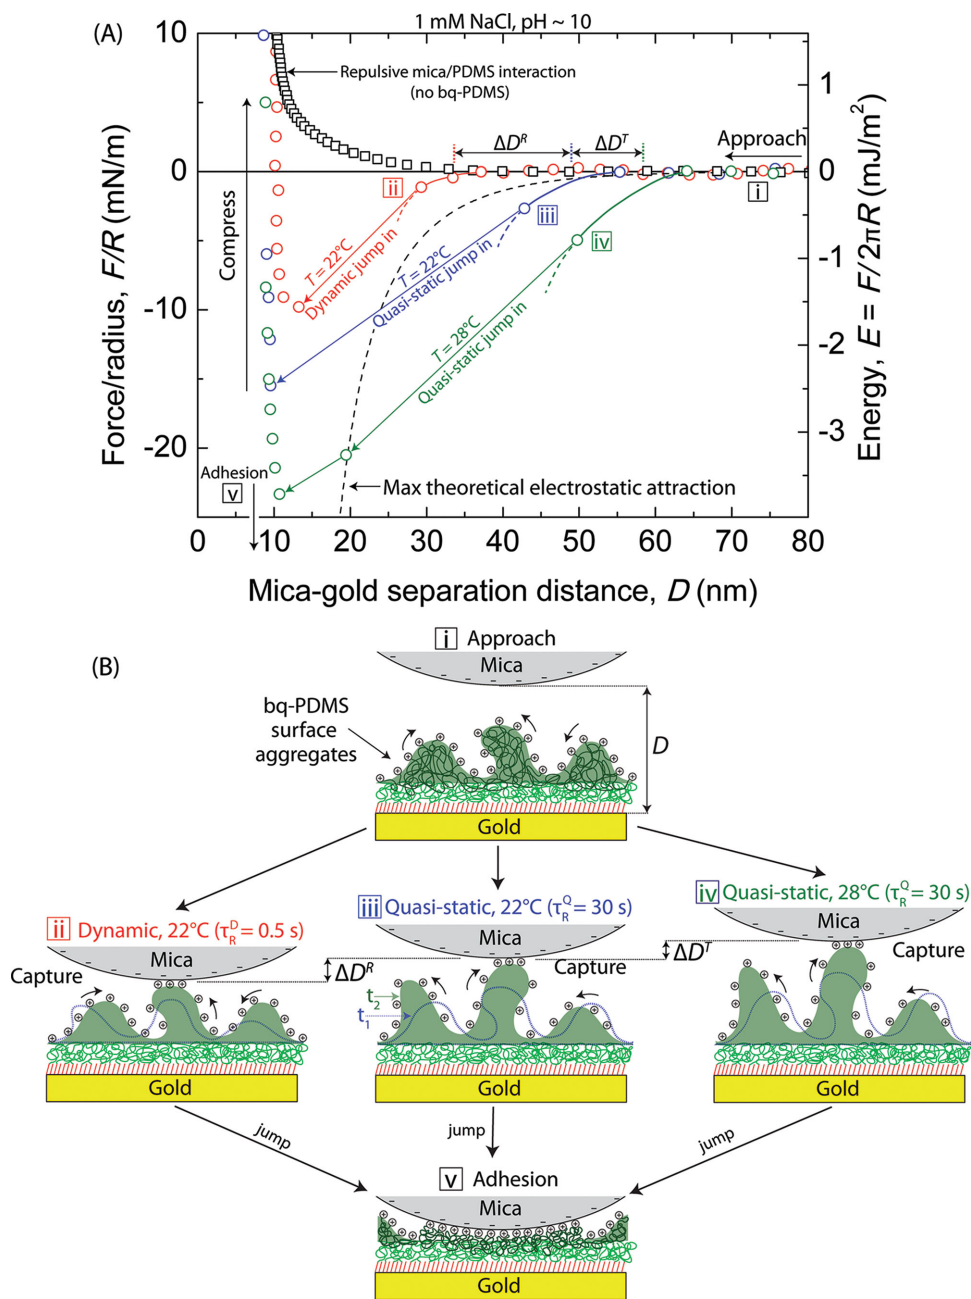 1 mM NaCl, pH ~ 10
(A)
Repulsive mica/PDMS interaction
(no bq-PDMS)
ΔD^R
ΔD^T
Approach
i
ii
iii
iv
T = 22°C
Dynamic jump in
T = 22°C
Quasi-static jump in
T = 28°C
Quasi-static jump in
Compress
Adhesion
v
Max theoretical electrostatic attraction
10
0
-10
-20
Force/radius, F/R (mN/m)
1
0
-1
-2
-3
Energy, E = F/2πR (mJ/m²)
0 10 20 30 40 50 60 70 80
Mica-gold separation distance, D (nm)
(B)
i Approach
Mica
bq-PDMS
surface
aggregates
D
Gold
ii Dynamic, 22°C (τ_R^D = 0.5 s)
Mica
Capture
ΔD^R
Gold
iii Quasi-static, 22°C (τ_R^Q = 30 s)
Mica
Capture
t₂
t₁
Gold
iv Quasi-static, 28°C (τ_R^Q = 30 s)
Mica
ΔD^T
Capture
Gold
jump
jump
jump
v Adhesion
Mica
Gold